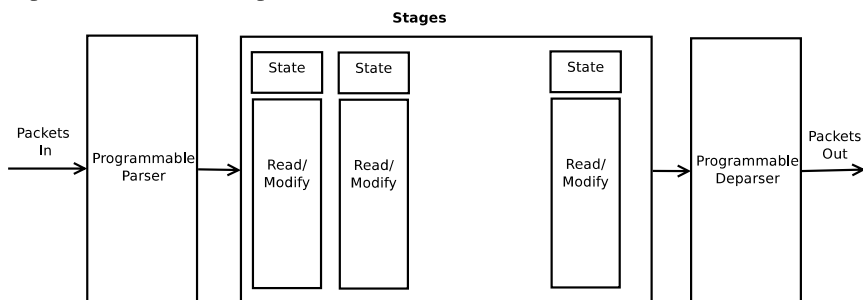 Stages
State
State
State
Packets
In
Programmable
Parser
Read/
Modify
Read/
Modify
Read/
Modify
Programmable
Deparser
Packets
Out